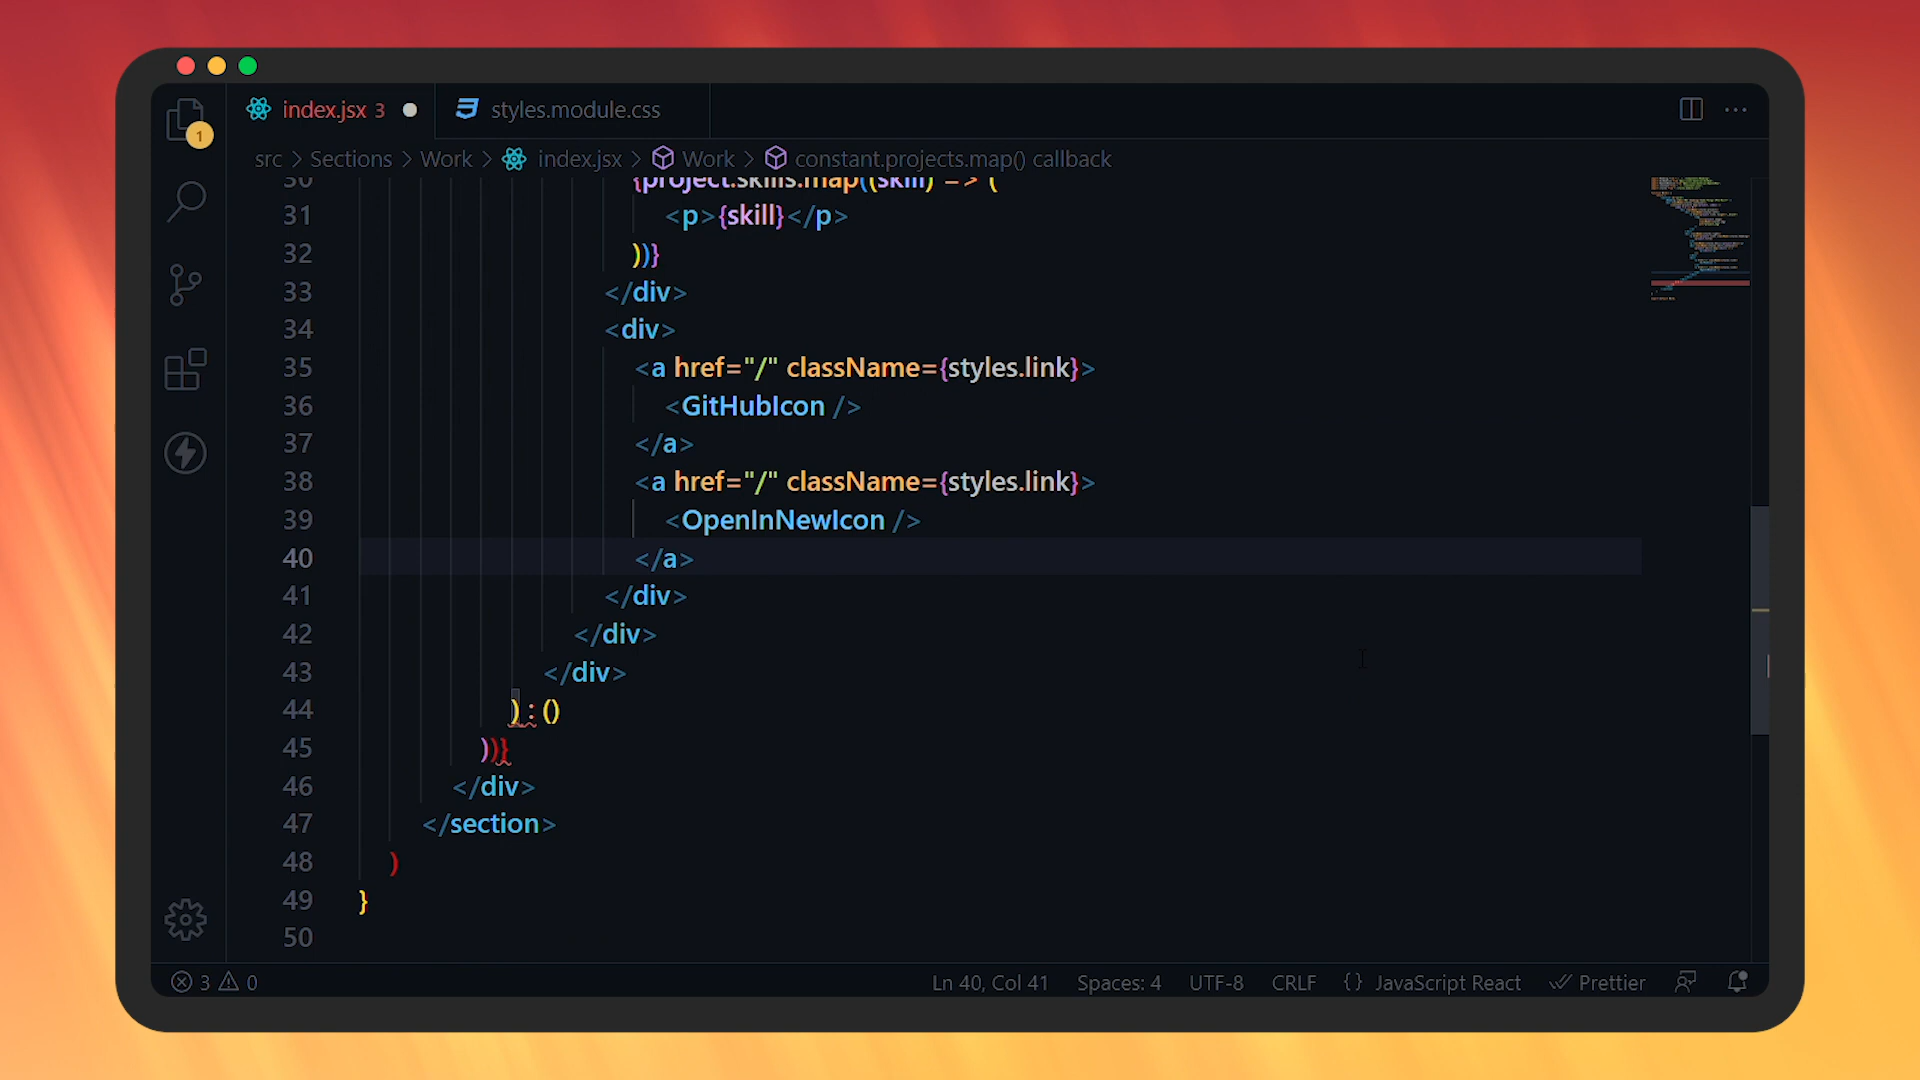 index.jsx 3
styles.module.css
1
src > Sections > Work > index.jsx > Work > constant.projects.map() callback
30 {project.skills.map((skill) => (
31 <p>{skill}</p>
32 ))}
33 </div>
34 <div>
35 <a href="/" className={styles.link}>
36 <GitHubIcon />
37 </a>
38 <a href="/" className={styles.link}>
39 <OpenInNewIcon />
40 </a>
41 </div>
42 </div>
43 </div>
44 ) : ()
45 ))}
46 </div>
47 </section>
48 )
49 }
50
3 0 Ln 40, Col 41 Spaces: 4 UTF-8 CRLF {} JavaScript React Prettier